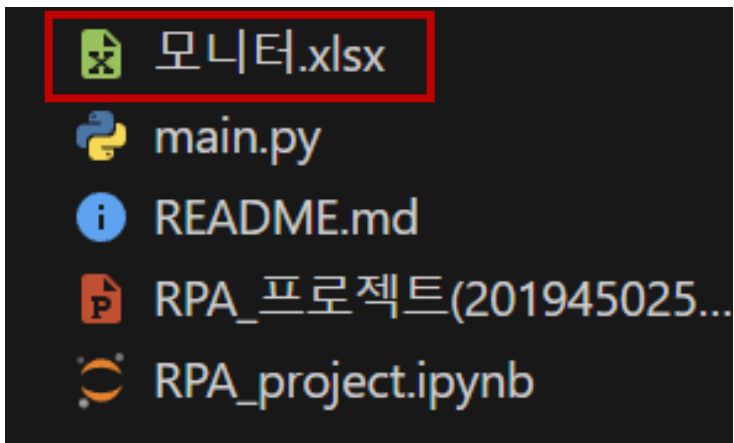 모니터.xlsx
main.py
README.md
RPA_프로젝트(201945025...
RPA_project.ipynb